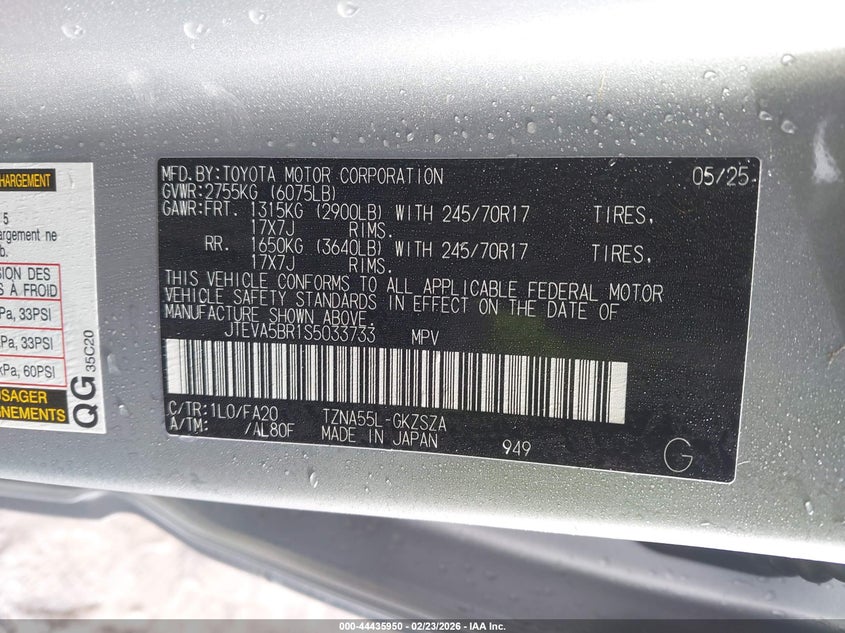 HARGEMENT
5
argement ne
b.
SION DES
S À FROID
Pa, 33PSI
Pa, 33PSI
kPa, 60PSI
OSAGER
GNEMENTS
QG
35C20
MFD.BY:TOYOTA MOTOR CORPORATION 05/25
GVWR:2755KG (6075LB)
GAWR:FRT. 1315KG (2900LB) WITH 245/70R17 TIRES,
17X7J RIMS.
RR. 1650KG (3640LB) WITH 245/70R17 TIRES,
17X7J RIMS.
THIS VEHICLE CONFORMS TO ALL APPLICABLE FEDERAL MOTOR
VEHICLE SAFETY STANDARDS IN EFFECT ON THE DATE OF
MANUFACTURE SHOWN ABOVE.
JTEVA5BR1S5033733 MPV
C/TR:1L0/FA20 TZNA55L-GKZSZA
A/TM: /AL80F MADE IN JAPAN 949
G
000-44435950 - 02/23/2026 - IAA Inc.